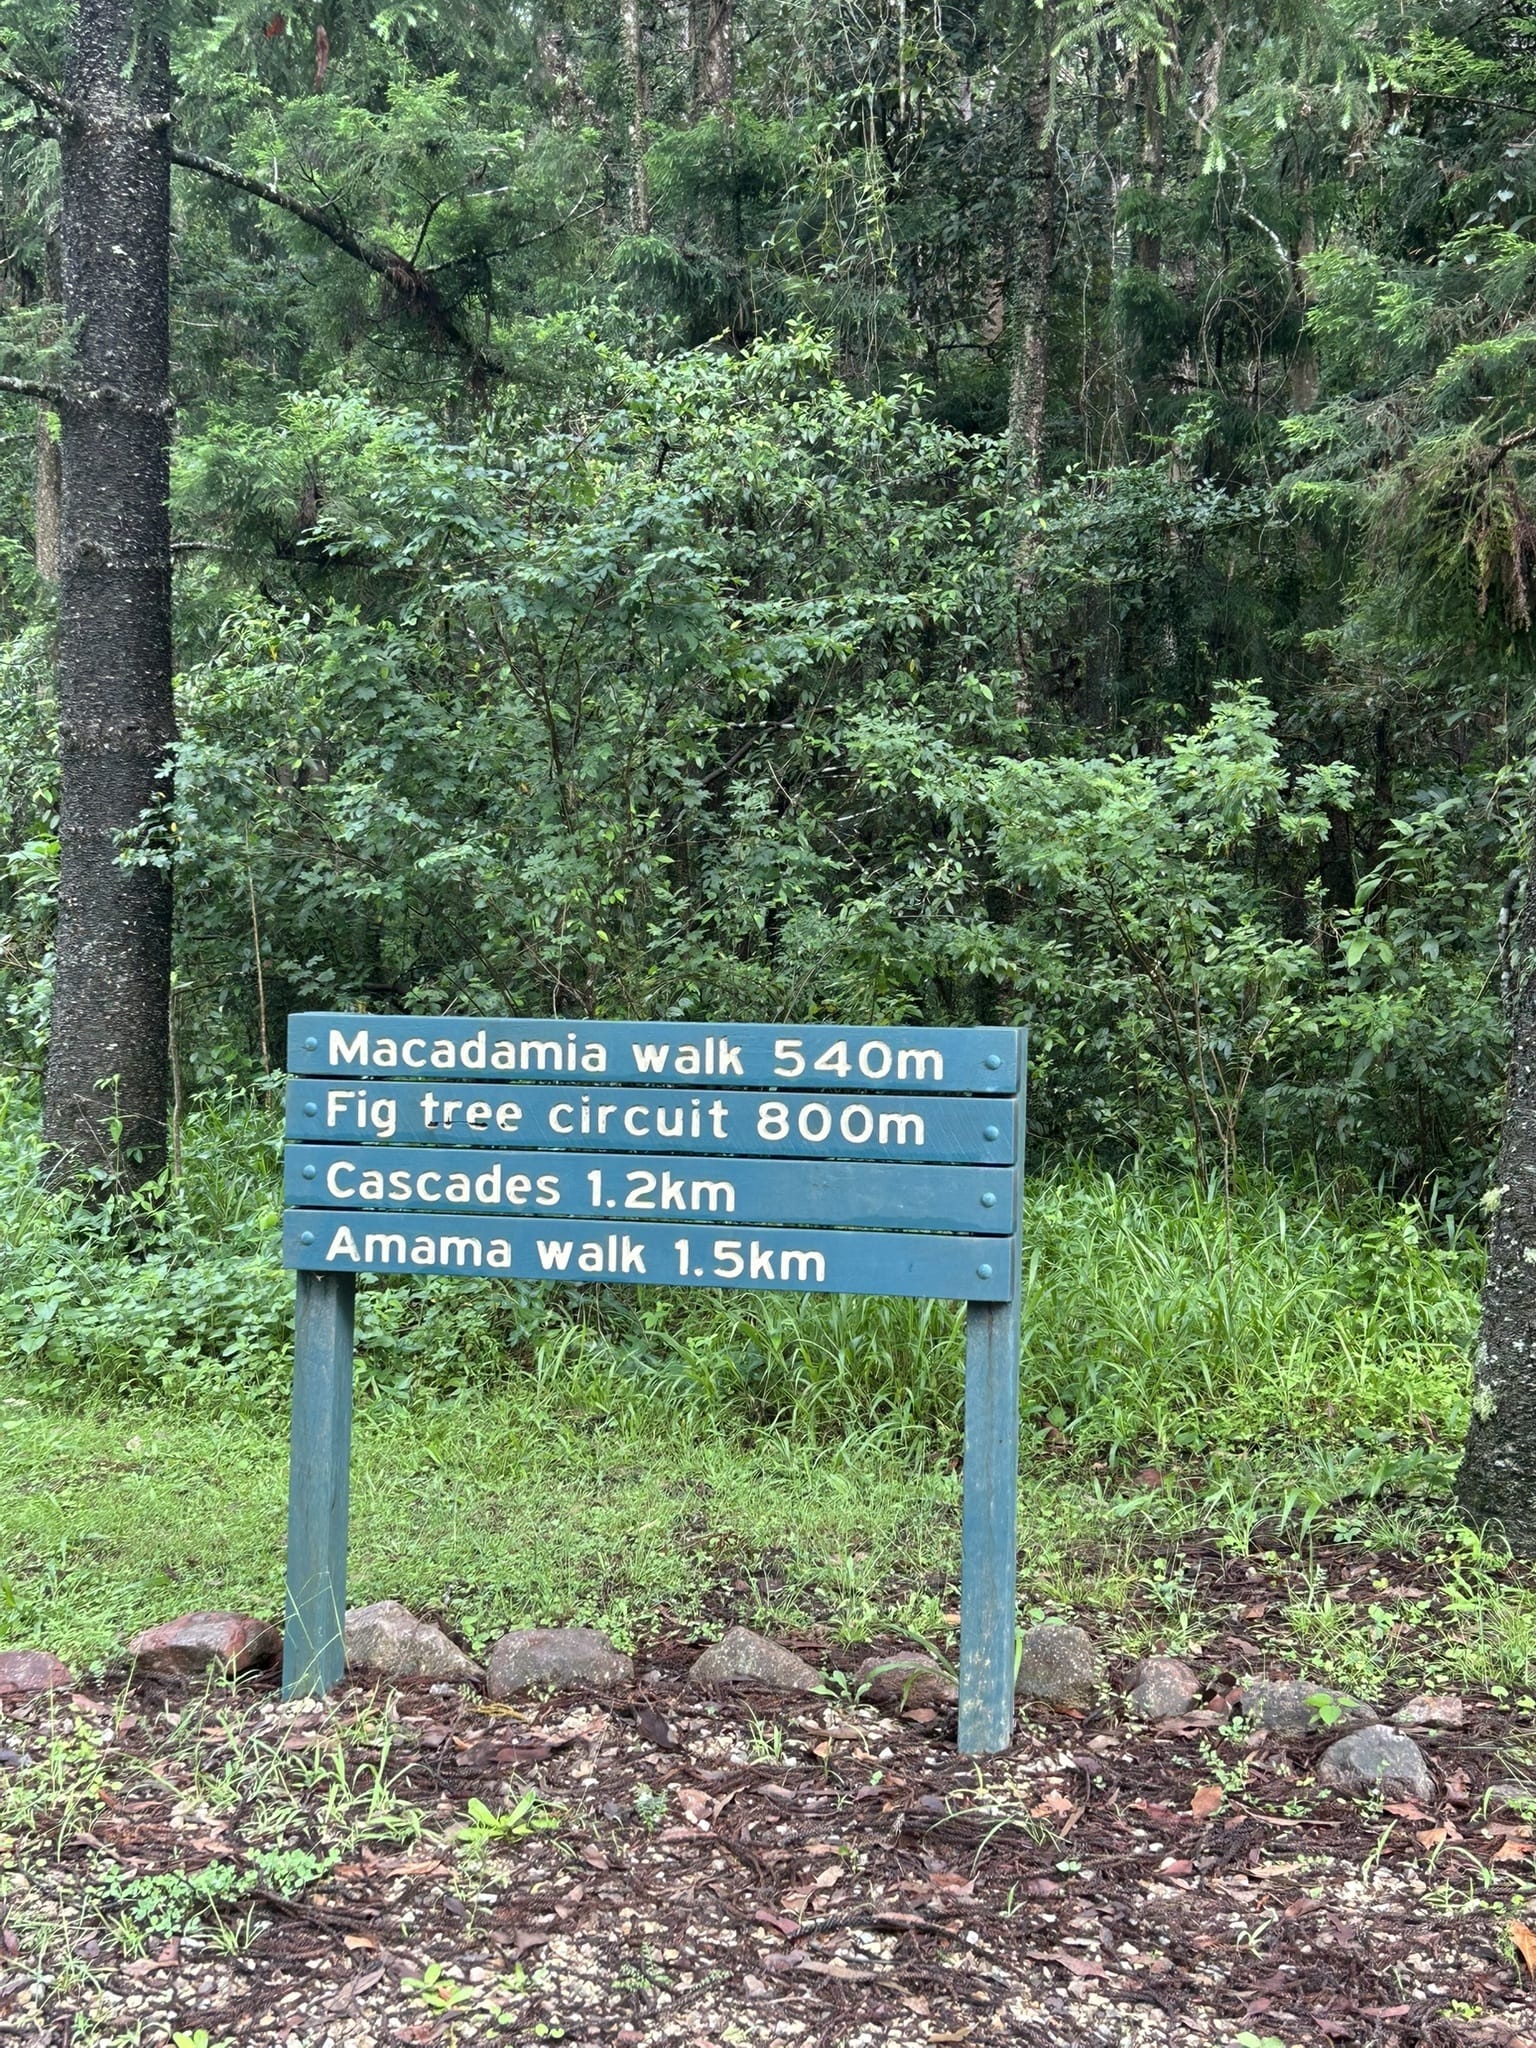 Macadamia walk 540m
Fig tree circuit 800m
Cascades 1.2km
Amama walk 1.5km